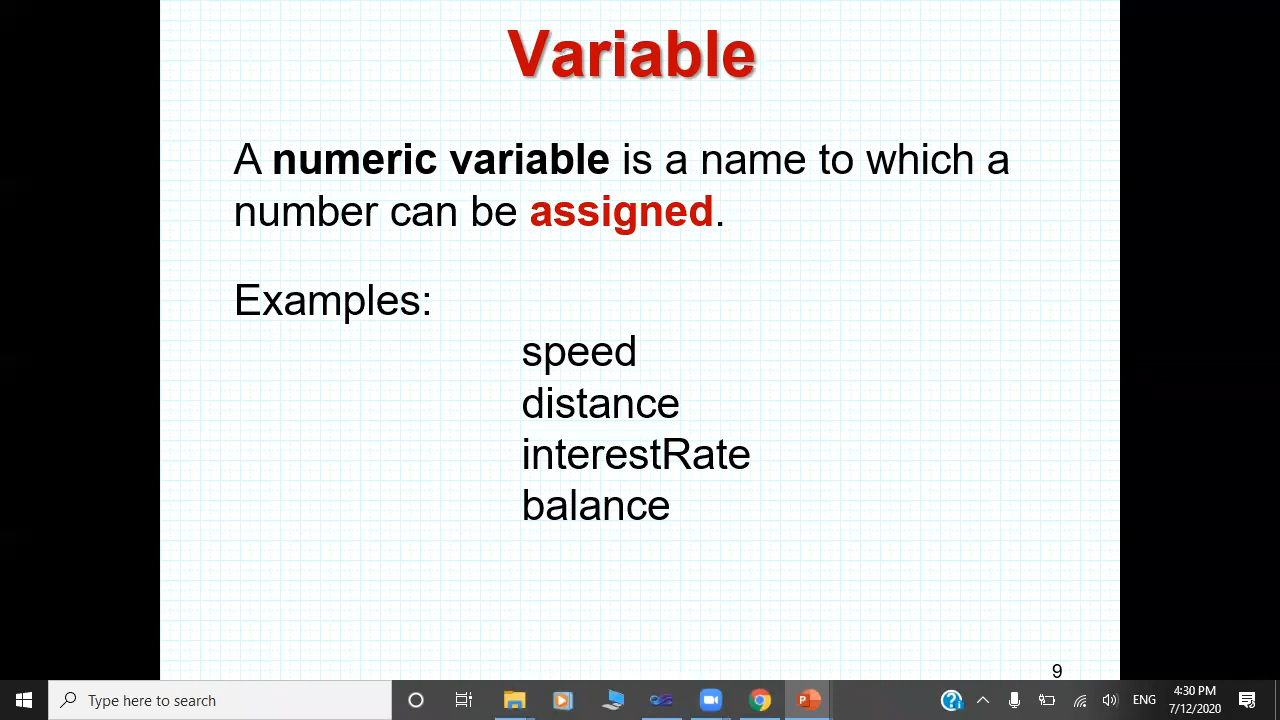 Variable
A numeric variable is a name to which a
number can be assigned.
Examples:
speed
distance
interestRate
balance
9
Type here to search
ENG
4:30 PM
7/12/2020